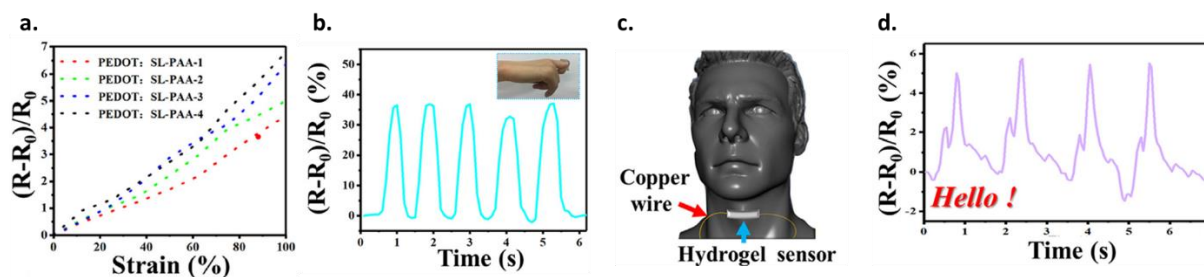 a.
7
6
5
4
3
2
1
0
(R-R₀)/R₀
PEDOT: SL-PAA-1
PEDOT: SL-PAA-2
PEDOT: SL-PAA-3
PEDOT: SL-PAA-4
0 20 40 60 80 100
Strain (%)
b.
50
40
30
20
10
0
(R-R₀)/R₀ (%)
1 2 3 4 5 6
Time (s)
c.
Copper
wire
Hydrogel sensor
d.
6
4
2
0
-2
(R-R₀)/R₀ (%)
Hello !
0 1 2 3 4 5 6
Time (s)